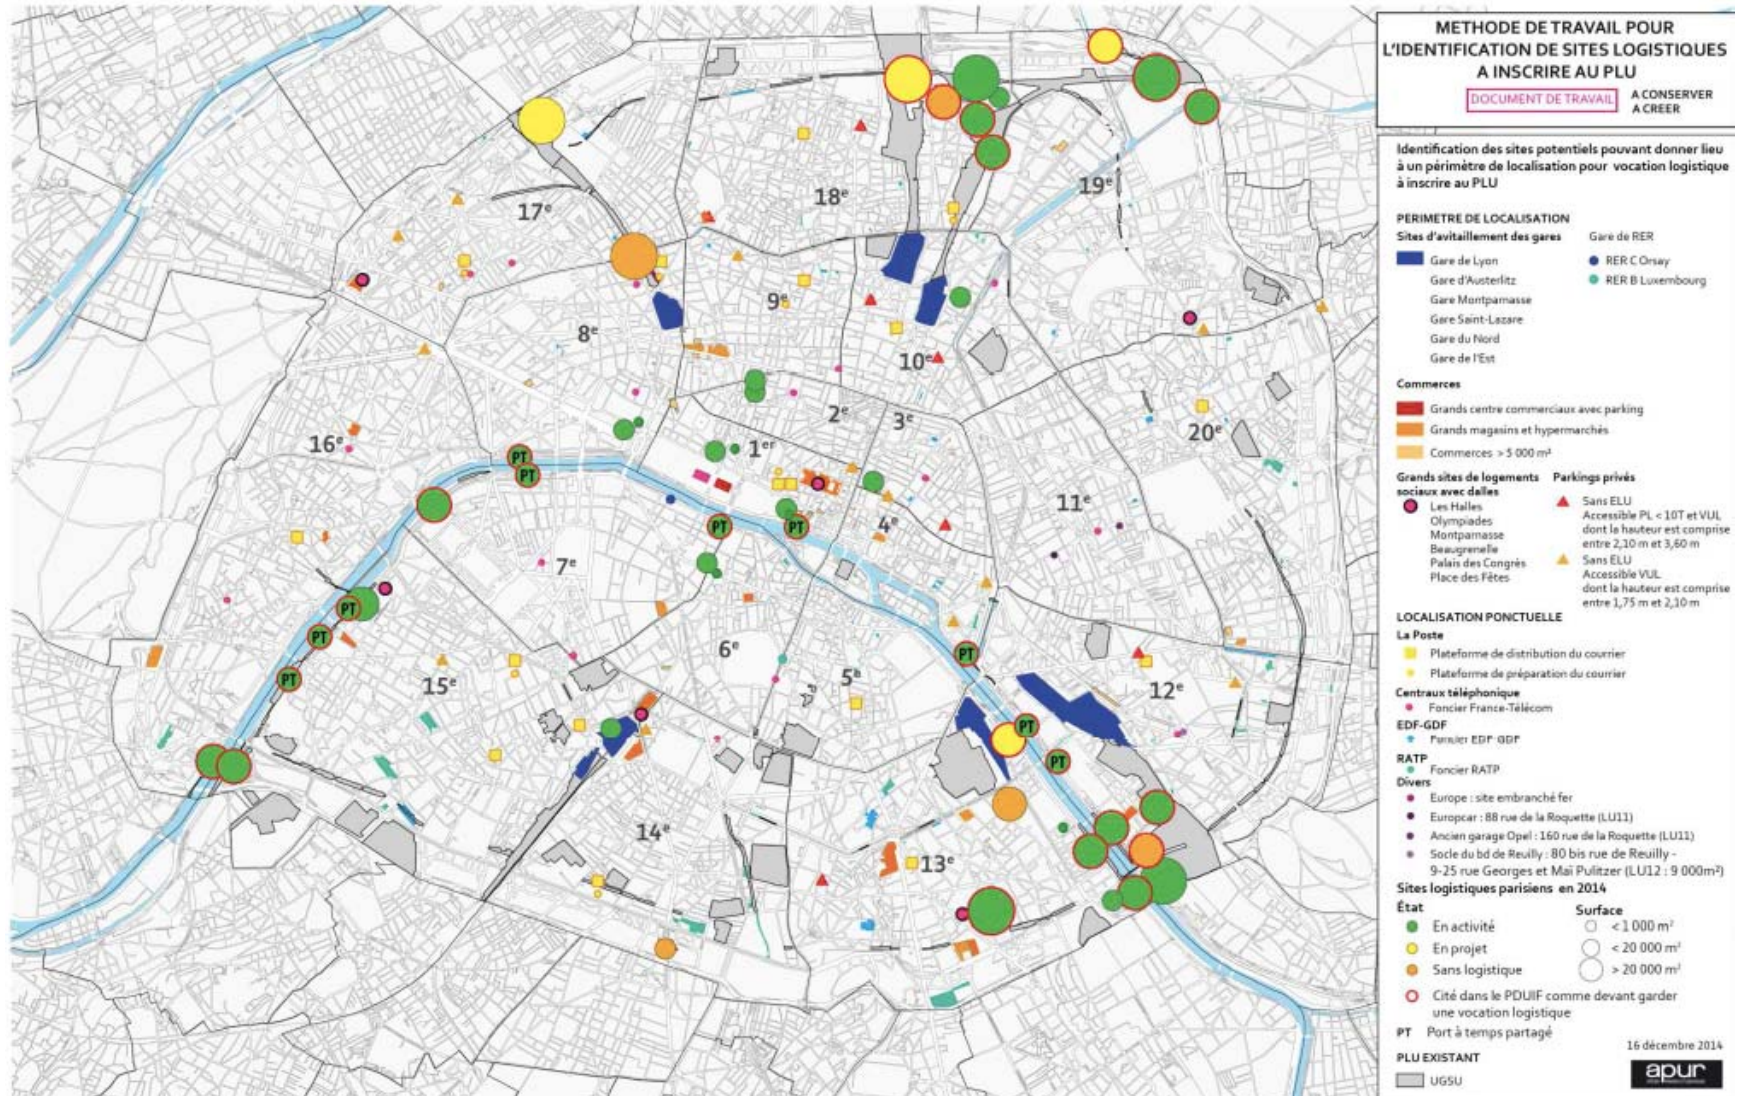 METHODE DE TRAVAIL POUR
L'IDENTIFICATION DE SITES LOGISTIQUES
A INSCRIRE AU PLU
DOCUMENT DE TRAVAIL
A CONSERVER
A CREER
Identification des sites potentiels pouvant donner lieu
à un périmètre de localisation pour vocation logistique
à inscrire au PLU
PERIMETRE DE LOCALISATION
Sites d'avitaillement des gares
Gare de Lyon
Gare d'Austerlitz
Gare Montparnasse
Gare Saint-Lazare
Gare du Nord
Gare de l'Est
Gare de RER
RER C Orsay
RER B Luxembourg
Commerces
Grands centre commerciaux avec parking
Grands magasins et hypermarchés
Commerces > 5 000 m²
Grands sites de logements
sociaux avec dalles
Les Halles
Olympiades
Montparnasse
Beaugrenelle
Palais des Congrès
Place des Fêtes
Parkings privés
Sans ELU
Accessible PL < 10T et VUL
dont la hauteur est comprise
entre 2,10 m et 3,60 m
Sans ELU
Accessible VUL
dont la hauteur est comprise
entre 1,75 m et 2,10 m
LOCALISATION PONCTUELLE
La Poste
Plateforme de distribution du courrier
Plateforme de préparation du courrier
Centraux téléphonique
Foncier France-Télécom
EDF-GDF
Foncier EDF-GDF
RATP
Foncier RATP
Divers
Europe : site embranché fer
Europcar : 88 rue de la Roquette (LU11)
Ancien garage Opel : 160 rue de la Roquette (LU11)
Socle du bd de Reuilly : 80 bis rue de Reuilly -
9-25 rue Georges et Maï Pulitzer (LU12 : 9 000m²)
Sites logistiques parisiens en 2014
État
En activité
En projet
Sans logistique
Surface
< 1 000 m²
< 20 000 m²
> 20 000 m²
Cité dans le PDUIF comme devant garder
une vocation logistique
PT Port à temps partagé
16 décembre 2014
PLU EXISTANT
UGSU
apur
17e
18e
19e
9e
8e
10e
2e
3e
16e
1er
20e
11e
4e
7e
6e
5e
15e
12e
14e
13e
PT
PT
PT
PT
PT
PT
PT
PT
PT
PT